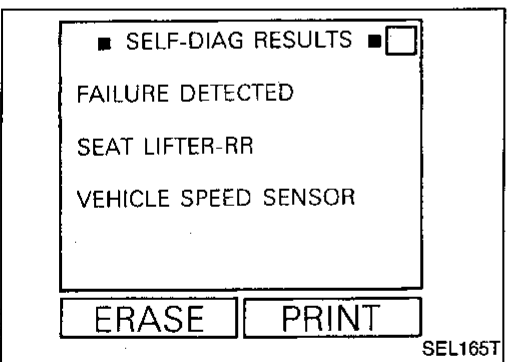 ■ SELF-DIAG RESULTS ■
FAILURE DETECTED
SEAT LIFTER-RR
VEHICLE SPEED SENSOR
ERASE PRINT
SEL165T